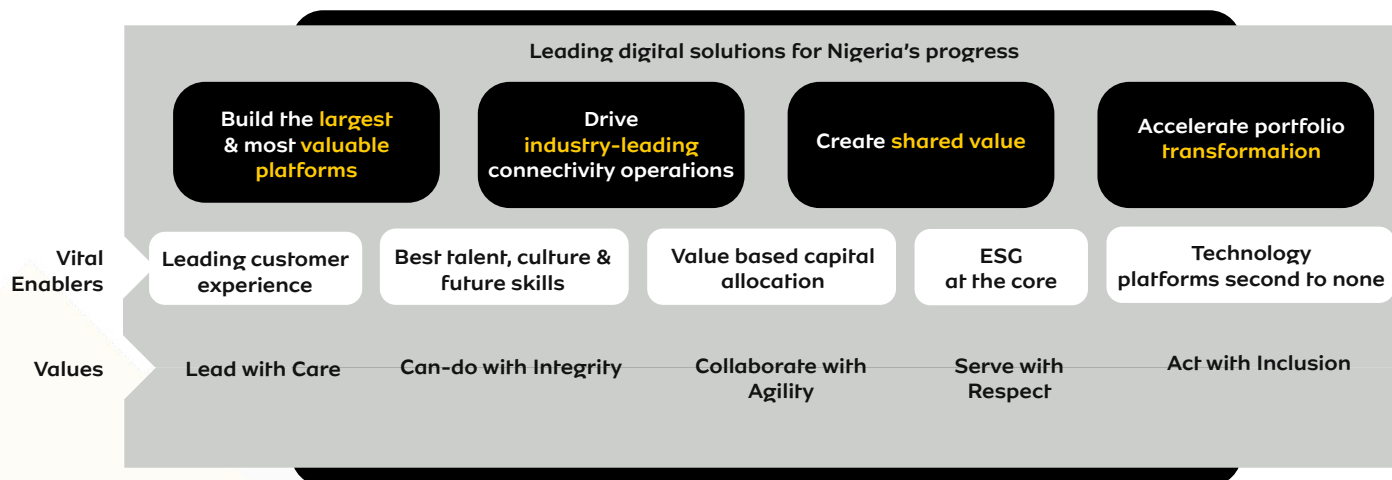 Leading digital solutions for Nigeria's progress
Build the largest
& most valuable
platforms
Drive
industry-leading
connectivity operations
Create shared value
Accelerate portfolio
transformation
Vital
Enablers
Leading customer
experience
Best talent, culture &
future skills
Value based capital
allocation
ESG
at the core
Technology
platforms second to none
Values
Lead with Care
Can-do with Integrity
Collaborate with
Agility
Serve with
Respect
Act with Inclusion